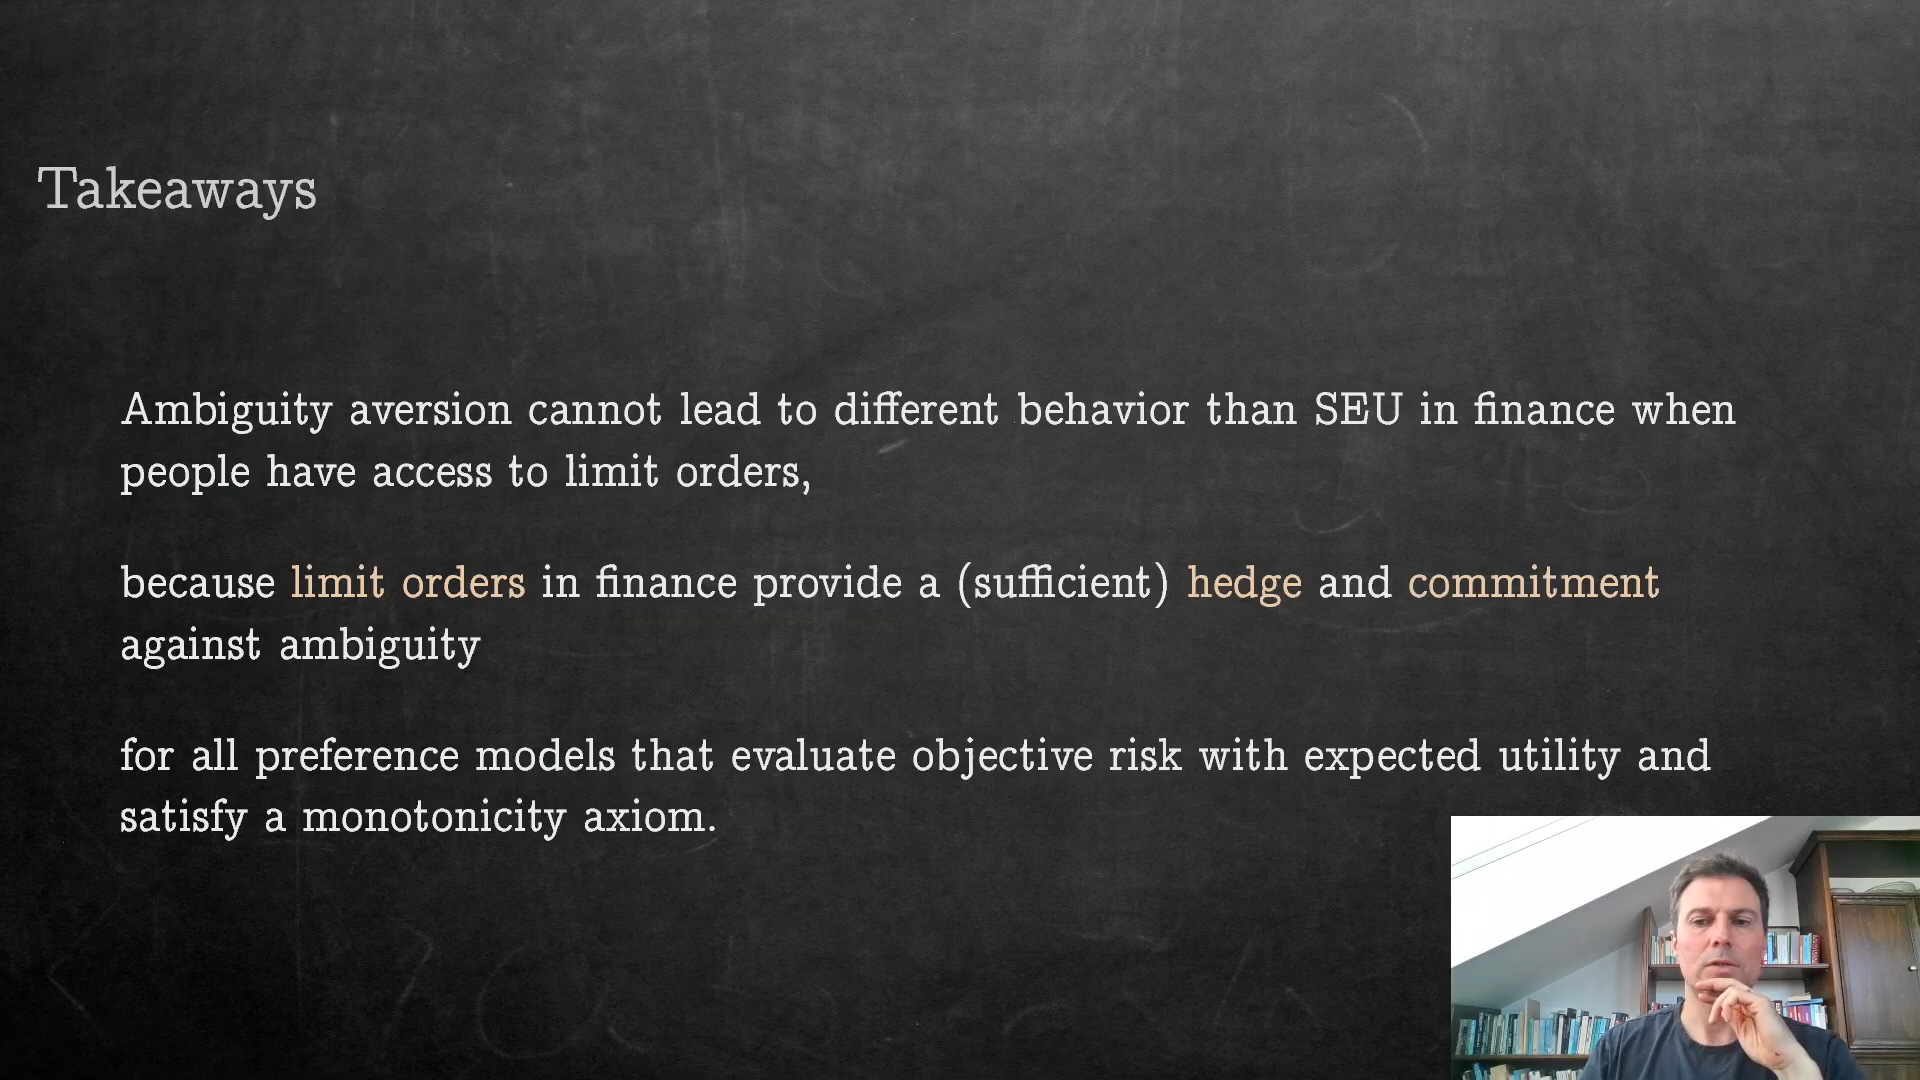 Takeaways
Ambiguity aversion cannot lead to different behavior than SEU in finance when
people have access to limit orders,
because limit orders in finance provide a (sufficient) hedge and commitment
against ambiguity
for all preference models that evaluate objective risk with expected utility and
satisfy a monotonicity axiom.